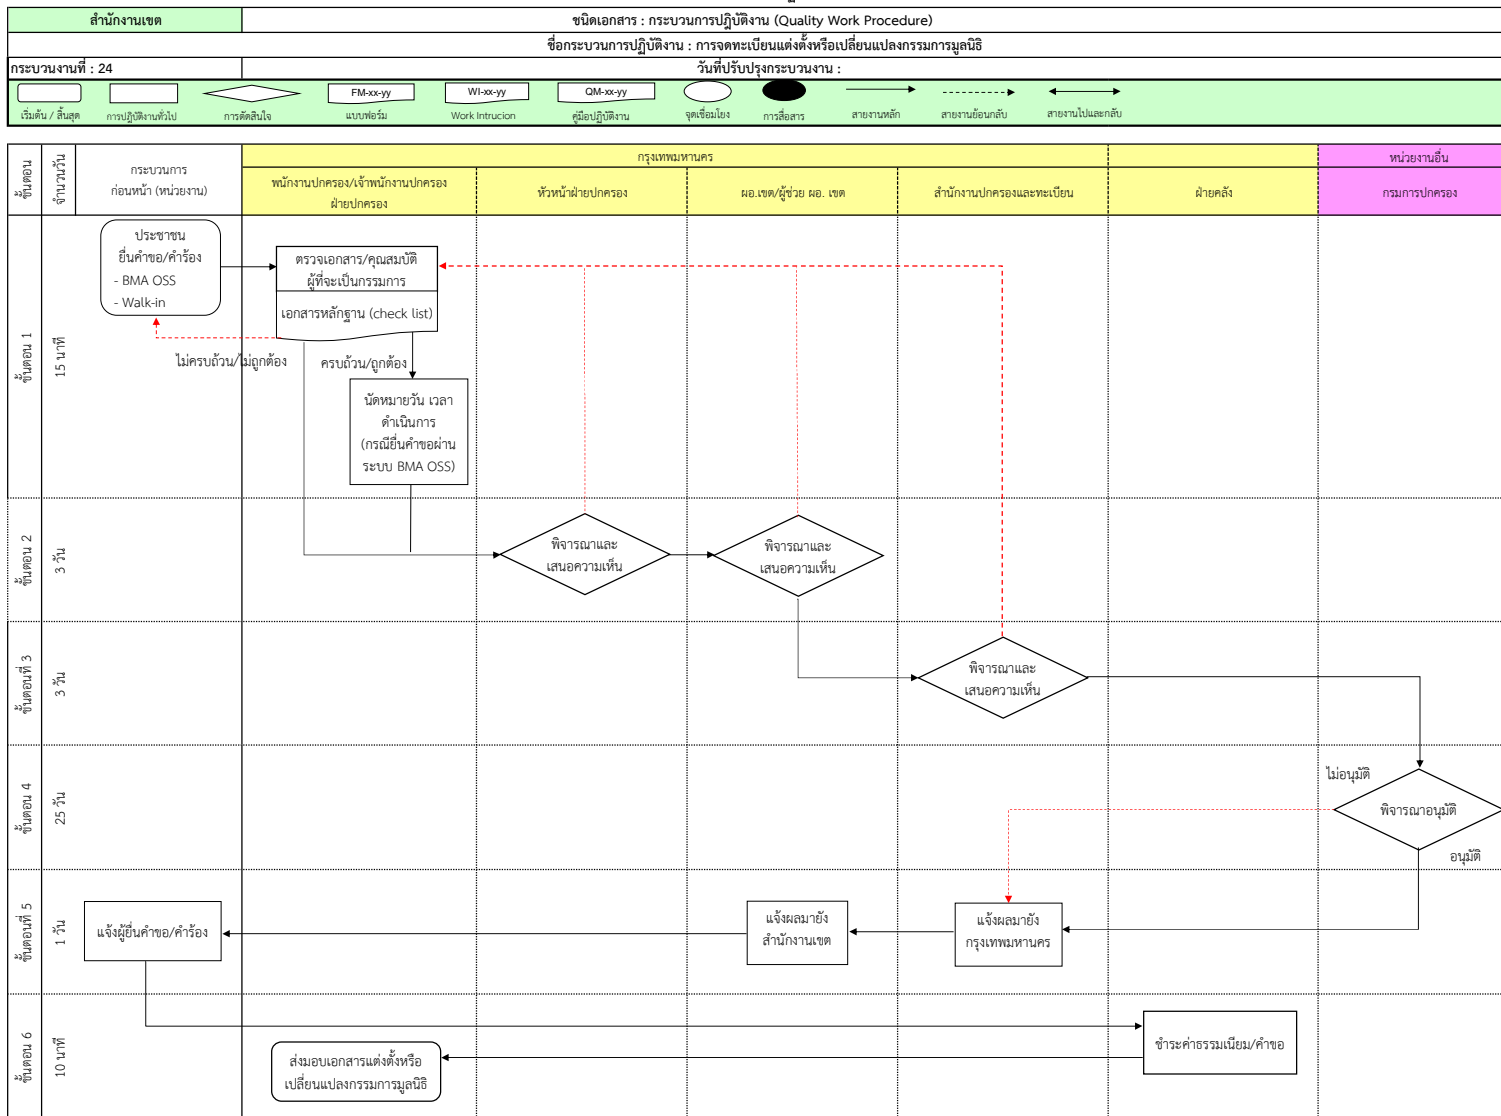 สำนักงานเขต
ชนิดเอกสาร : กระบวนการปฏิบัติงาน (Quality Work Procedure)
ชื่อกระบวนการปฏิบัติงาน : การจดทะเบียนแต่งตั้งหรือเปลี่ยนแปลงกรรมการมูลนิธิ
กระบวนงานที่ : 24
วันที่ปรับปรุงกระบวนงาน :
FM-xx-yy
WI-xx-yy
QM-xx-yy
เริ่มต้น / สิ้นสุด
การปฏิบัติงานทั่วไป
การตัดสินใจ
แบบฟอร์ม
Work Intrucion
คู่มือปฏิบัติงาน
จุดเชื่อมโยง
การสื่อสาร
สายงานหลัก
สายงานย้อนกลับ
สายงานไปและกลับ
ขั้นตอน
จำนวนวัน
กระบวนการ
ก่อนหน้า (หน่วยงาน)
กรุงเทพมหานคร
หน่วยงานอื่น
พนักงานปกครอง/เจ้าพนักงานปกครอง
ฝ่ายปกครอง
หัวหน้าฝ่ายปกครอง
ผอ.เขต/ผู้ช่วย ผอ. เขต
สำนักงานปกครองและทะเบียน
ฝ่ายคลัง
กรมการปกครอง
ขั้นตอน 1
15 นาที
ประชาชน
ยื่นคำขอ/คำร้อง
- BMA OSS
- Walk-in
ตรวจเอกสาร/คุณสมบัติ
ผู้ที่จะเป็นกรรมการ
เอกสารหลักฐาน (check list)
ไม่ครบถ้วน/ไม่ถูกต้อง
ครบถ้วน/ถูกต้อง
นัดหมายวัน เวลา
ดำเนินการ
(กรณียื่นคำขอผ่าน
ระบบ BMA OSS)
ขั้นตอน 2
3 วัน
พิจารณาและ
เสนอความเห็น
พิจารณาและ
เสนอความเห็น
ขั้นตอนที่ 3
3 วัน
พิจารณาและ
เสนอความเห็น
ขั้นตอน 4
25 วัน
ไม่อนุมัติ
พิจารณาอนุมัติ
อนุมัติ
ขั้นตอนที่ 5
1 วัน
แจ้งผู้ยื่นคำขอ/คำร้อง
แจ้งผลมายัง
สำนักงานเขต
แจ้งผลมายัง
กรุงเทพมหานคร
ขั้นตอน 6
10 นาที
ส่งมอบเอกสารแต่งตั้งหรือ
เปลี่ยนแปลงกรรมการมูลนิธิ
ชำระค่าธรรมเนียม/คำขอ